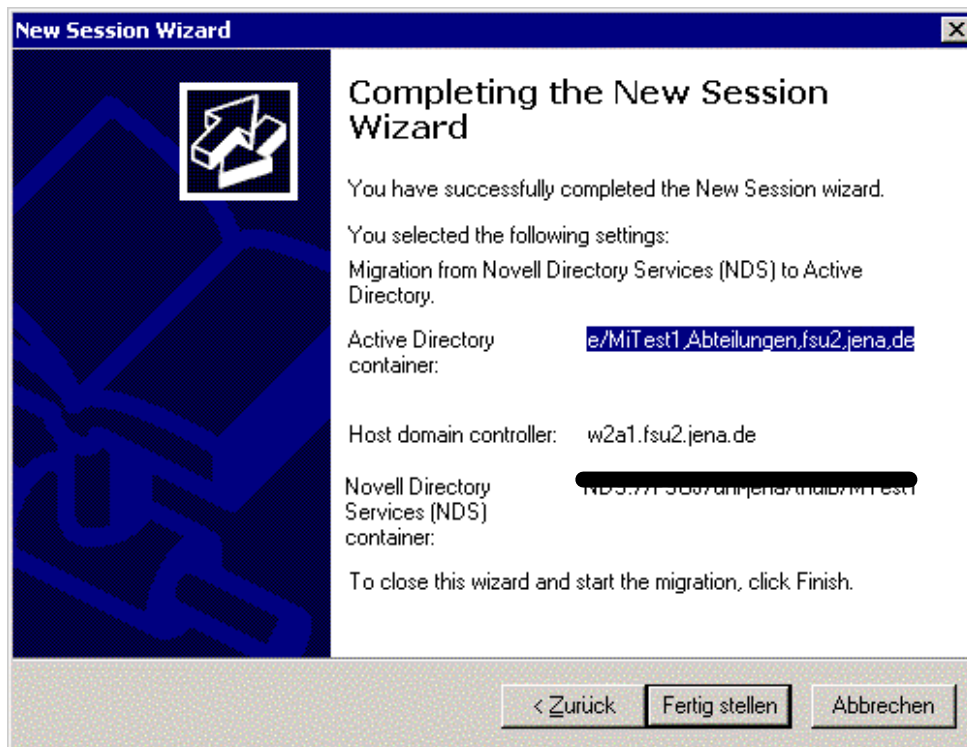 New Session Wizard
Completing the New Session
Wizard
You have successfully completed the New Session wizard.
You selected the following settings:
Migration from Novell Directory Services (NDS) to Active
Directory.
Active Directory
container:
e/MiTest1,Abteilungen,fsu2,jena,de
Host domain controller:
w2a1.fsu2.jena.de
Novell Directory
Services (NDS)
container:
To close this wizard and start the migration, click Finish.
< Zurück
Fertig stellen
Abbrechen